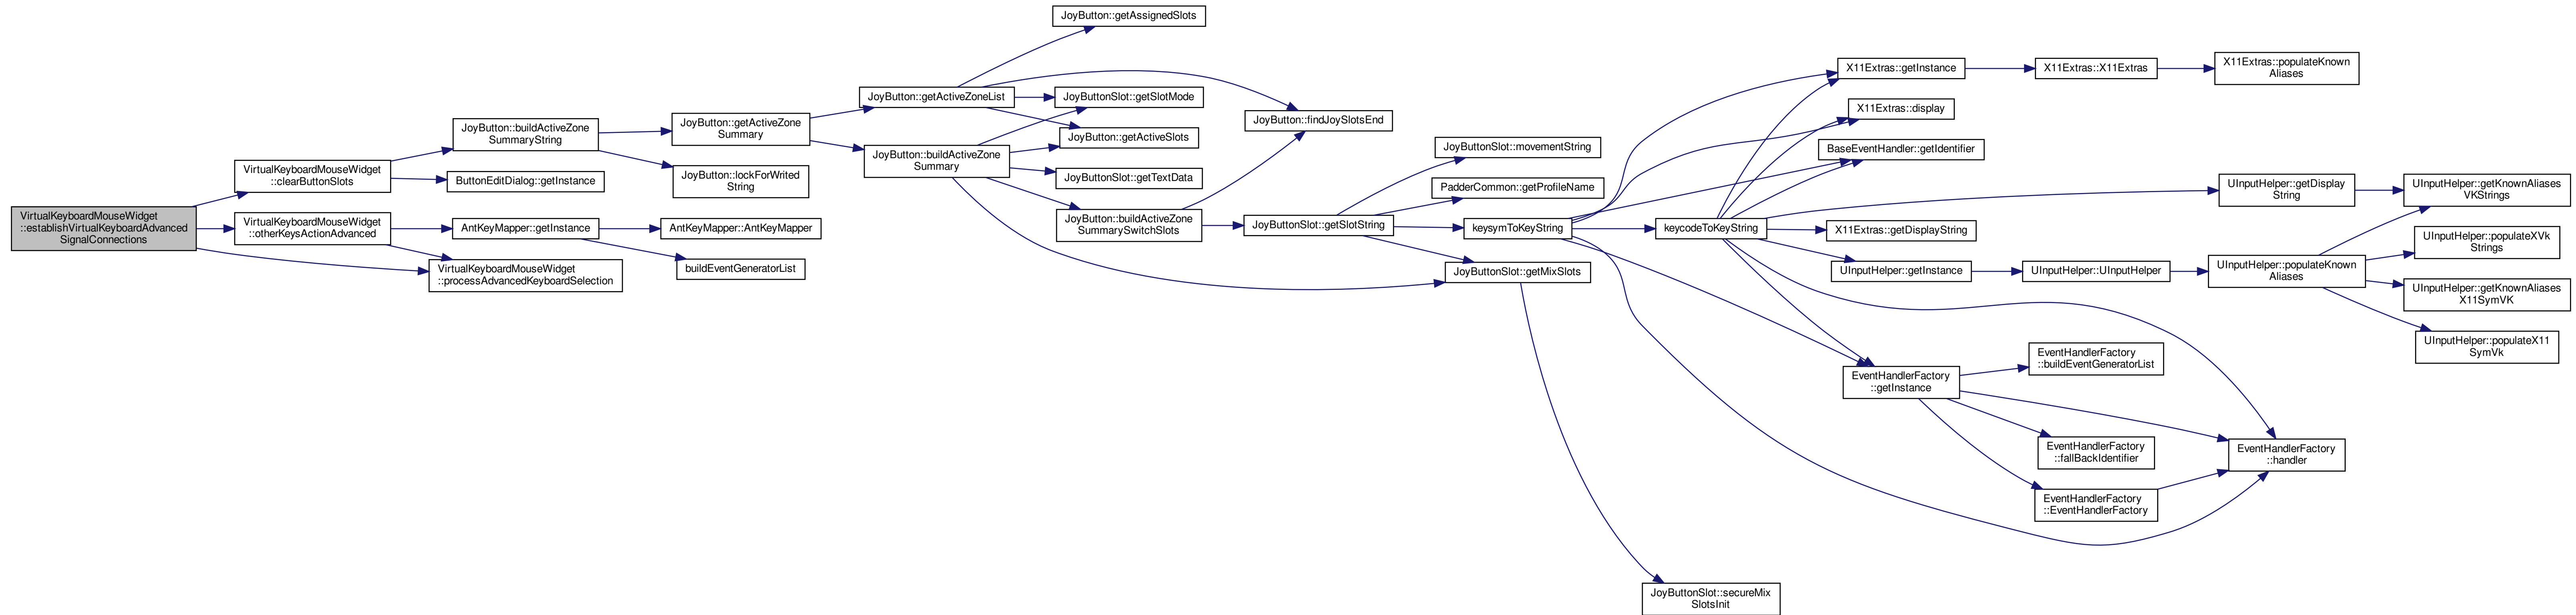 VirtualKeyboardMouseWidget
::establishVirtualKeyboardAdvanced
SignalConnections
VirtualKeyboardMouseWidget
::clearButtonSlots
VirtualKeyboardMouseWidget
::otherKeysActionAdvanced
VirtualKeyboardMouseWidget
::processAdvancedKeyboardSelection
JoyButton::buildActiveZone
SummaryString
ButtonEditDialog::getInstance
AntKeyMapper::getInstance
JoyButton::getActiveZone
Summary
JoyButton::lockForWrited
String
AntKeyMapper::AntKeyMapper
buildEventGeneratorList
JoyButton::getActiveZoneList
JoyButton::buildActiveZone
Summary
JoyButton::getAssignedSlots
JoyButtonSlot::getSlotMode
JoyButton::getActiveSlots
JoyButtonSlot::getTextData
JoyButton::buildActiveZone
SummarySwitchSlots
JoyButton::findJoySlotsEnd
JoyButtonSlot::getSlotString
JoyButtonSlot::movementString
PadderCommon::getProfileName
keysymToKeyString
JoyButtonSlot::getMixSlots
JoyButtonSlot::secureMix
SlotsInit
keycodeToKeyString
X11Extras::getInstance
X11Extras::display
BaseEventHandler::getIdentifier
X11Extras::getDisplayString
UInputHelper::getInstance
EventHandlerFactory
::getInstance
X11Extras::X11Extras
UInputHelper::UInputHelper
EventHandlerFactory
::buildEventGeneratorList
EventHandlerFactory
::fallBackIdentifier
EventHandlerFactory
::EventHandlerFactory
X11Extras::populateKnown
Aliases
UInputHelper::getDisplay
String
UInputHelper::populateKnown
Aliases
EventHandlerFactory
::handler
UInputHelper::getKnownAliases
VKStrings
UInputHelper::populateXVk
Strings
UInputHelper::getKnownAliases
X11SymVK
UInputHelper::populateX11
SymVk